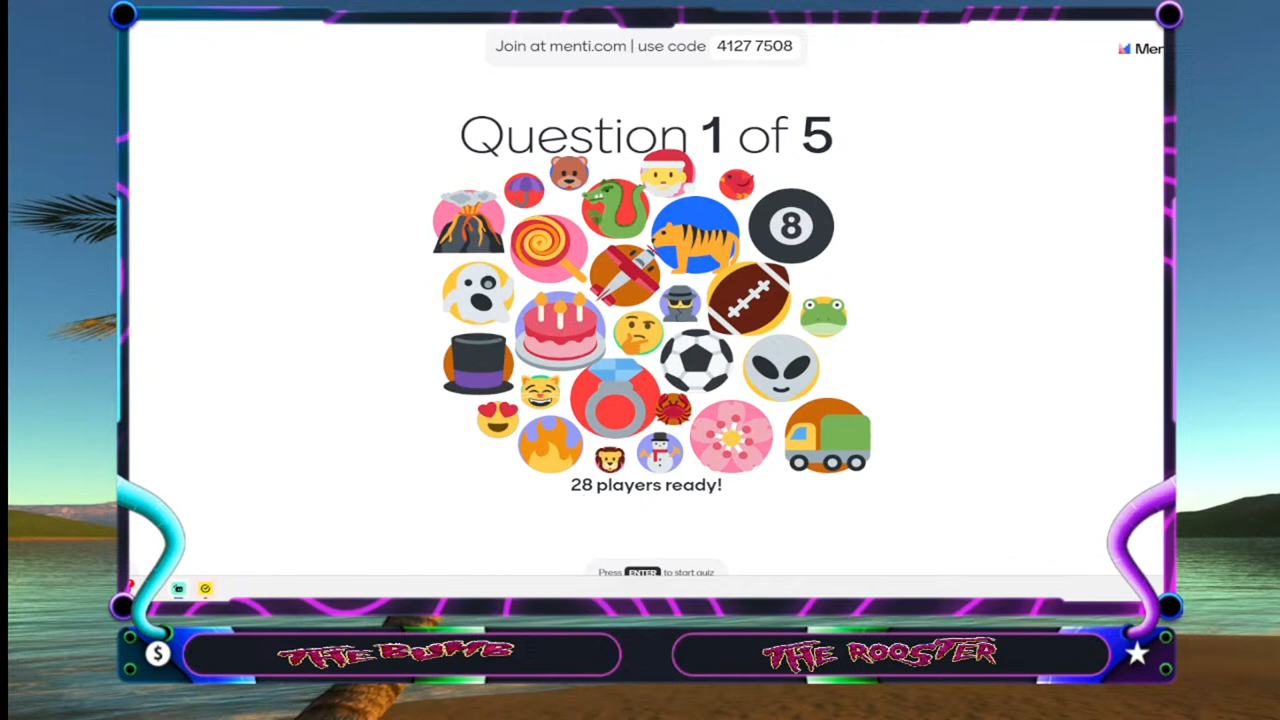 Join at menti.com | use code 4127 7508
Men
Question 1 of 5
8
28 players ready!
Press ENTER to start quiz
$
THE BUMB
THE ROOSTER